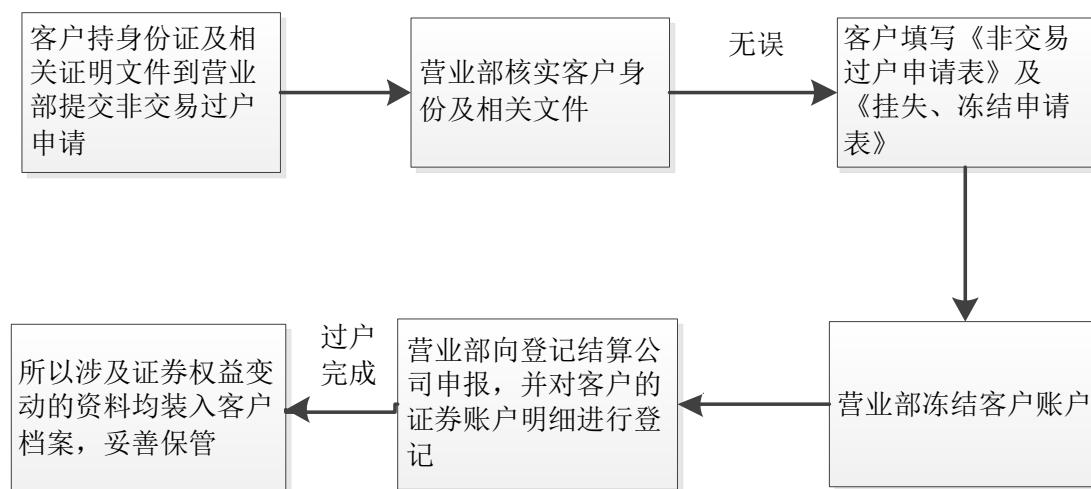 客户持身份证及相
关证明文件到营业
部提交非交易过户
申请
营业部核实客户身
份及相关文件
无误
客户填写《非交易
过户申请表》及
《挂失、冻结申请
表》
营业部冻结客户账户
营业部向登记结算公
司申报，并对客户的
证券账户明细进行登
记
过户
完成
所以涉及证券权益变
动的资料均装入客户
档案，妥善保管